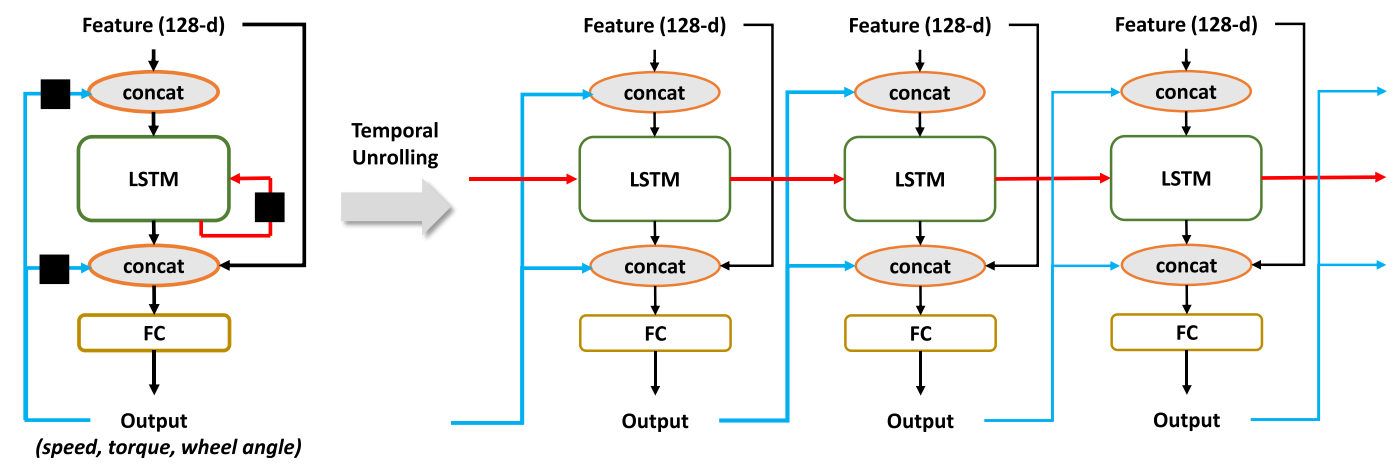 Feature (128-d)
concat
LSTM
concat
FC
Output
(speed, torque, wheel angle)
Temporal
Unrolling
Feature (128-d)
concat
LSTM
concat
FC
Output
Feature (128-d)
concat
LSTM
concat
FC
Output
Feature (128-d)
concat
LSTM
concat
FC
Output